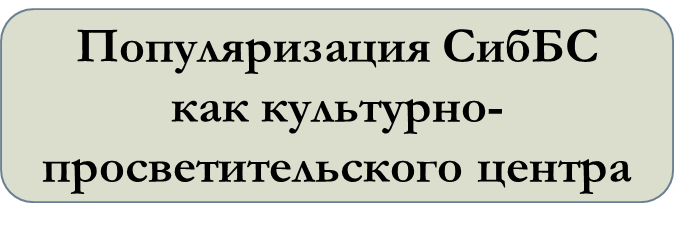 Популяризация СибБС
как культурно-
просветительского центра